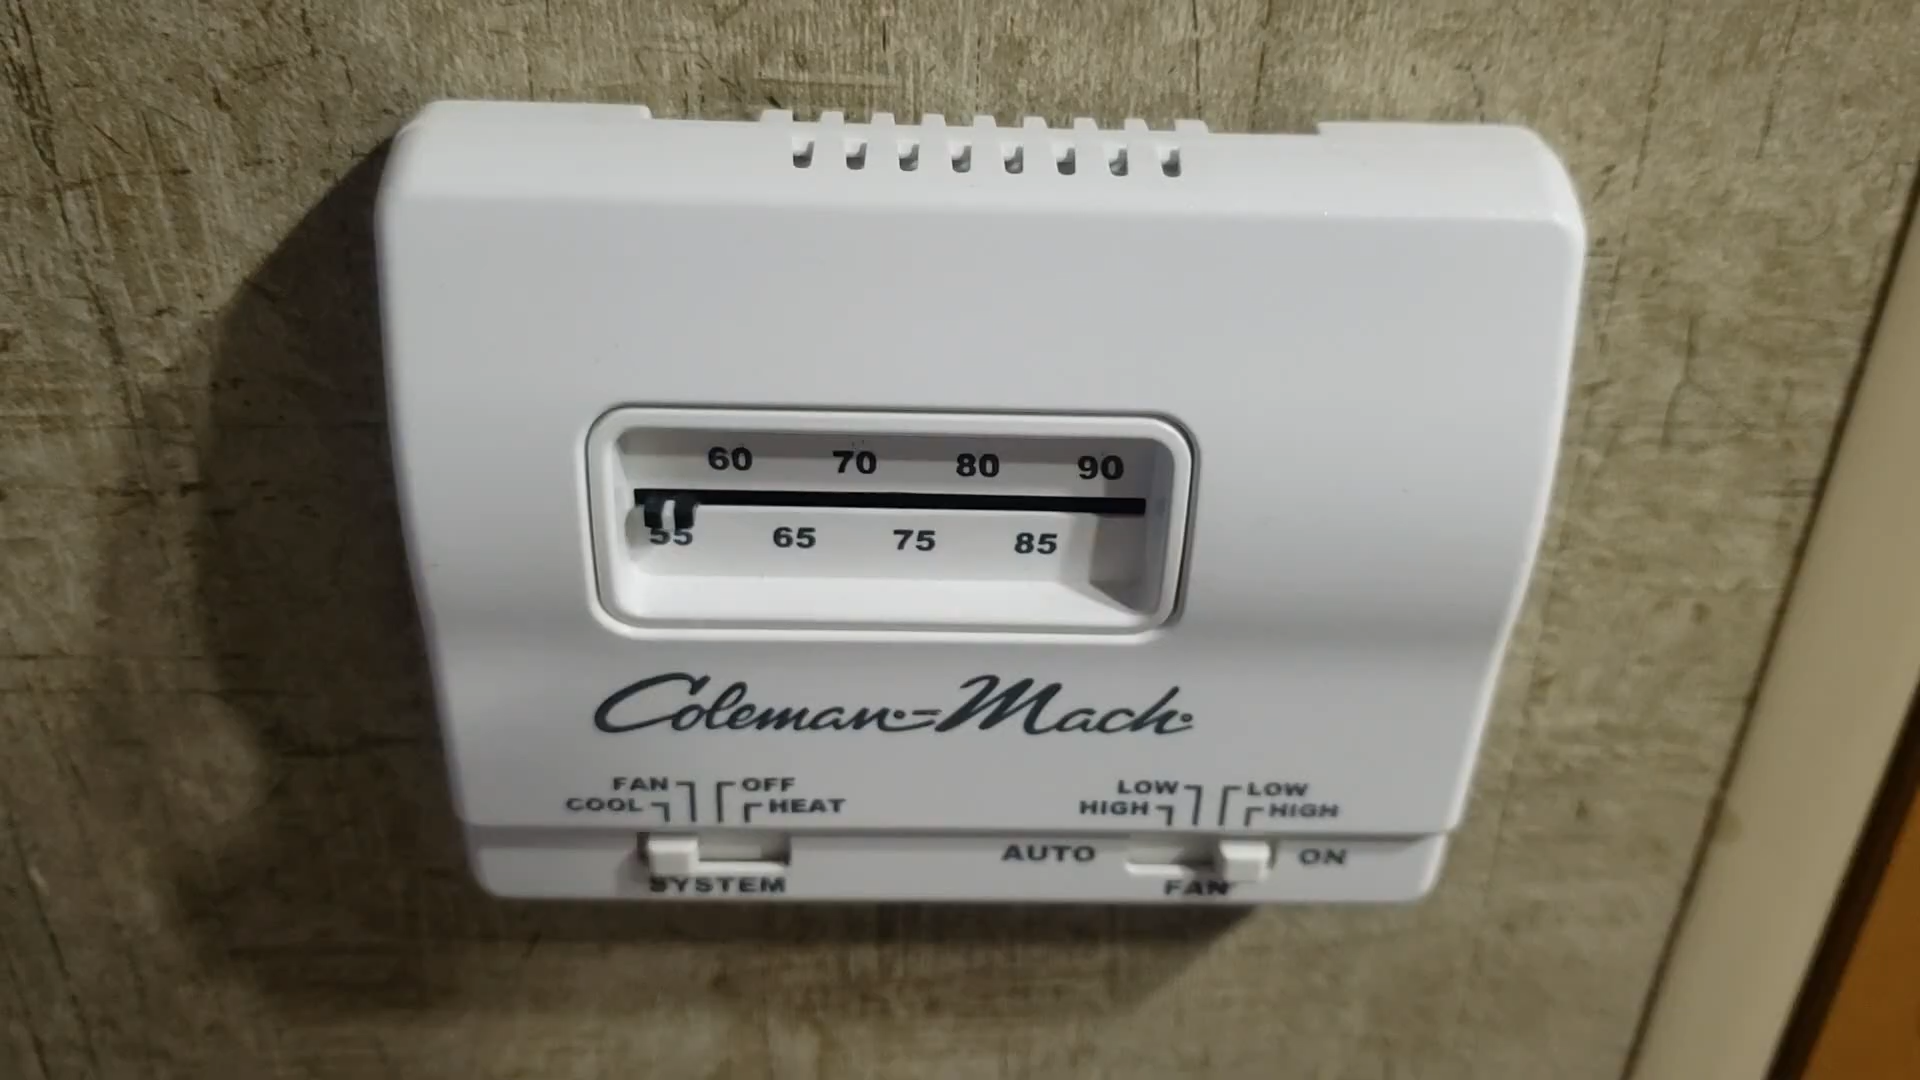 60 70 80 90
55 65 75 85
Coleman-Mach
FAN OFF LOW LOW
COOL HEAT HIGH HIGH
AUTO ON
SYSTEM FAN